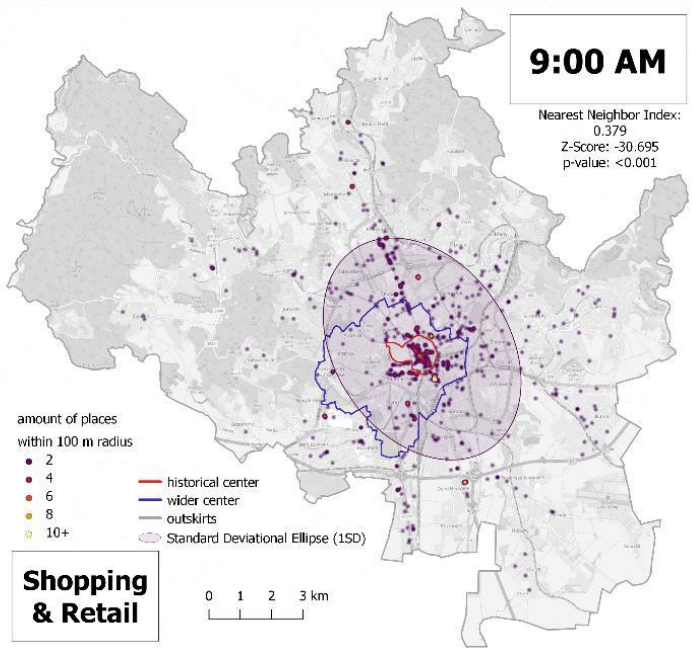 9:00 AM
Nearest Neighbor Index:
0.379
Z-Score: -30.695
p-value: <0.001
amount of places
within 100 m radius
2
4
6
8
10+
historical center
wider center
outskirts
Standard Deviational Ellipse (1SD)
Shopping
& Retail
0 1 2 3 km